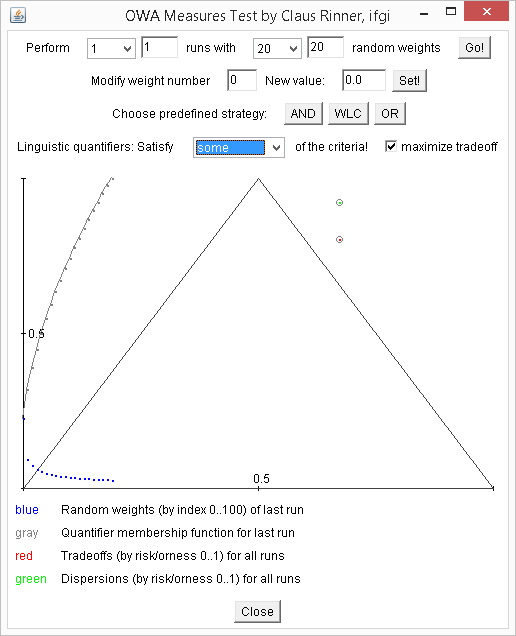 OWA Measures Test by Claus Rinner, ifgi
Perform 1 1 runs with 20 20 random weights Go!
Modify weight number 0 New value: 0.0 Set!
Choose predefined strategy: AND WLC OR
Linguistic quantifiers: Satisfy some of the criteria! maximize tradeoff
0.5
0.5
blue Random weights (by index 0..100) of last run
gray Quantifier membership function for last run
red Tradeoffs (by risk/orness 0..1) for all runs
green Dispersions (by risk/orness 0..1) for all runs
Close